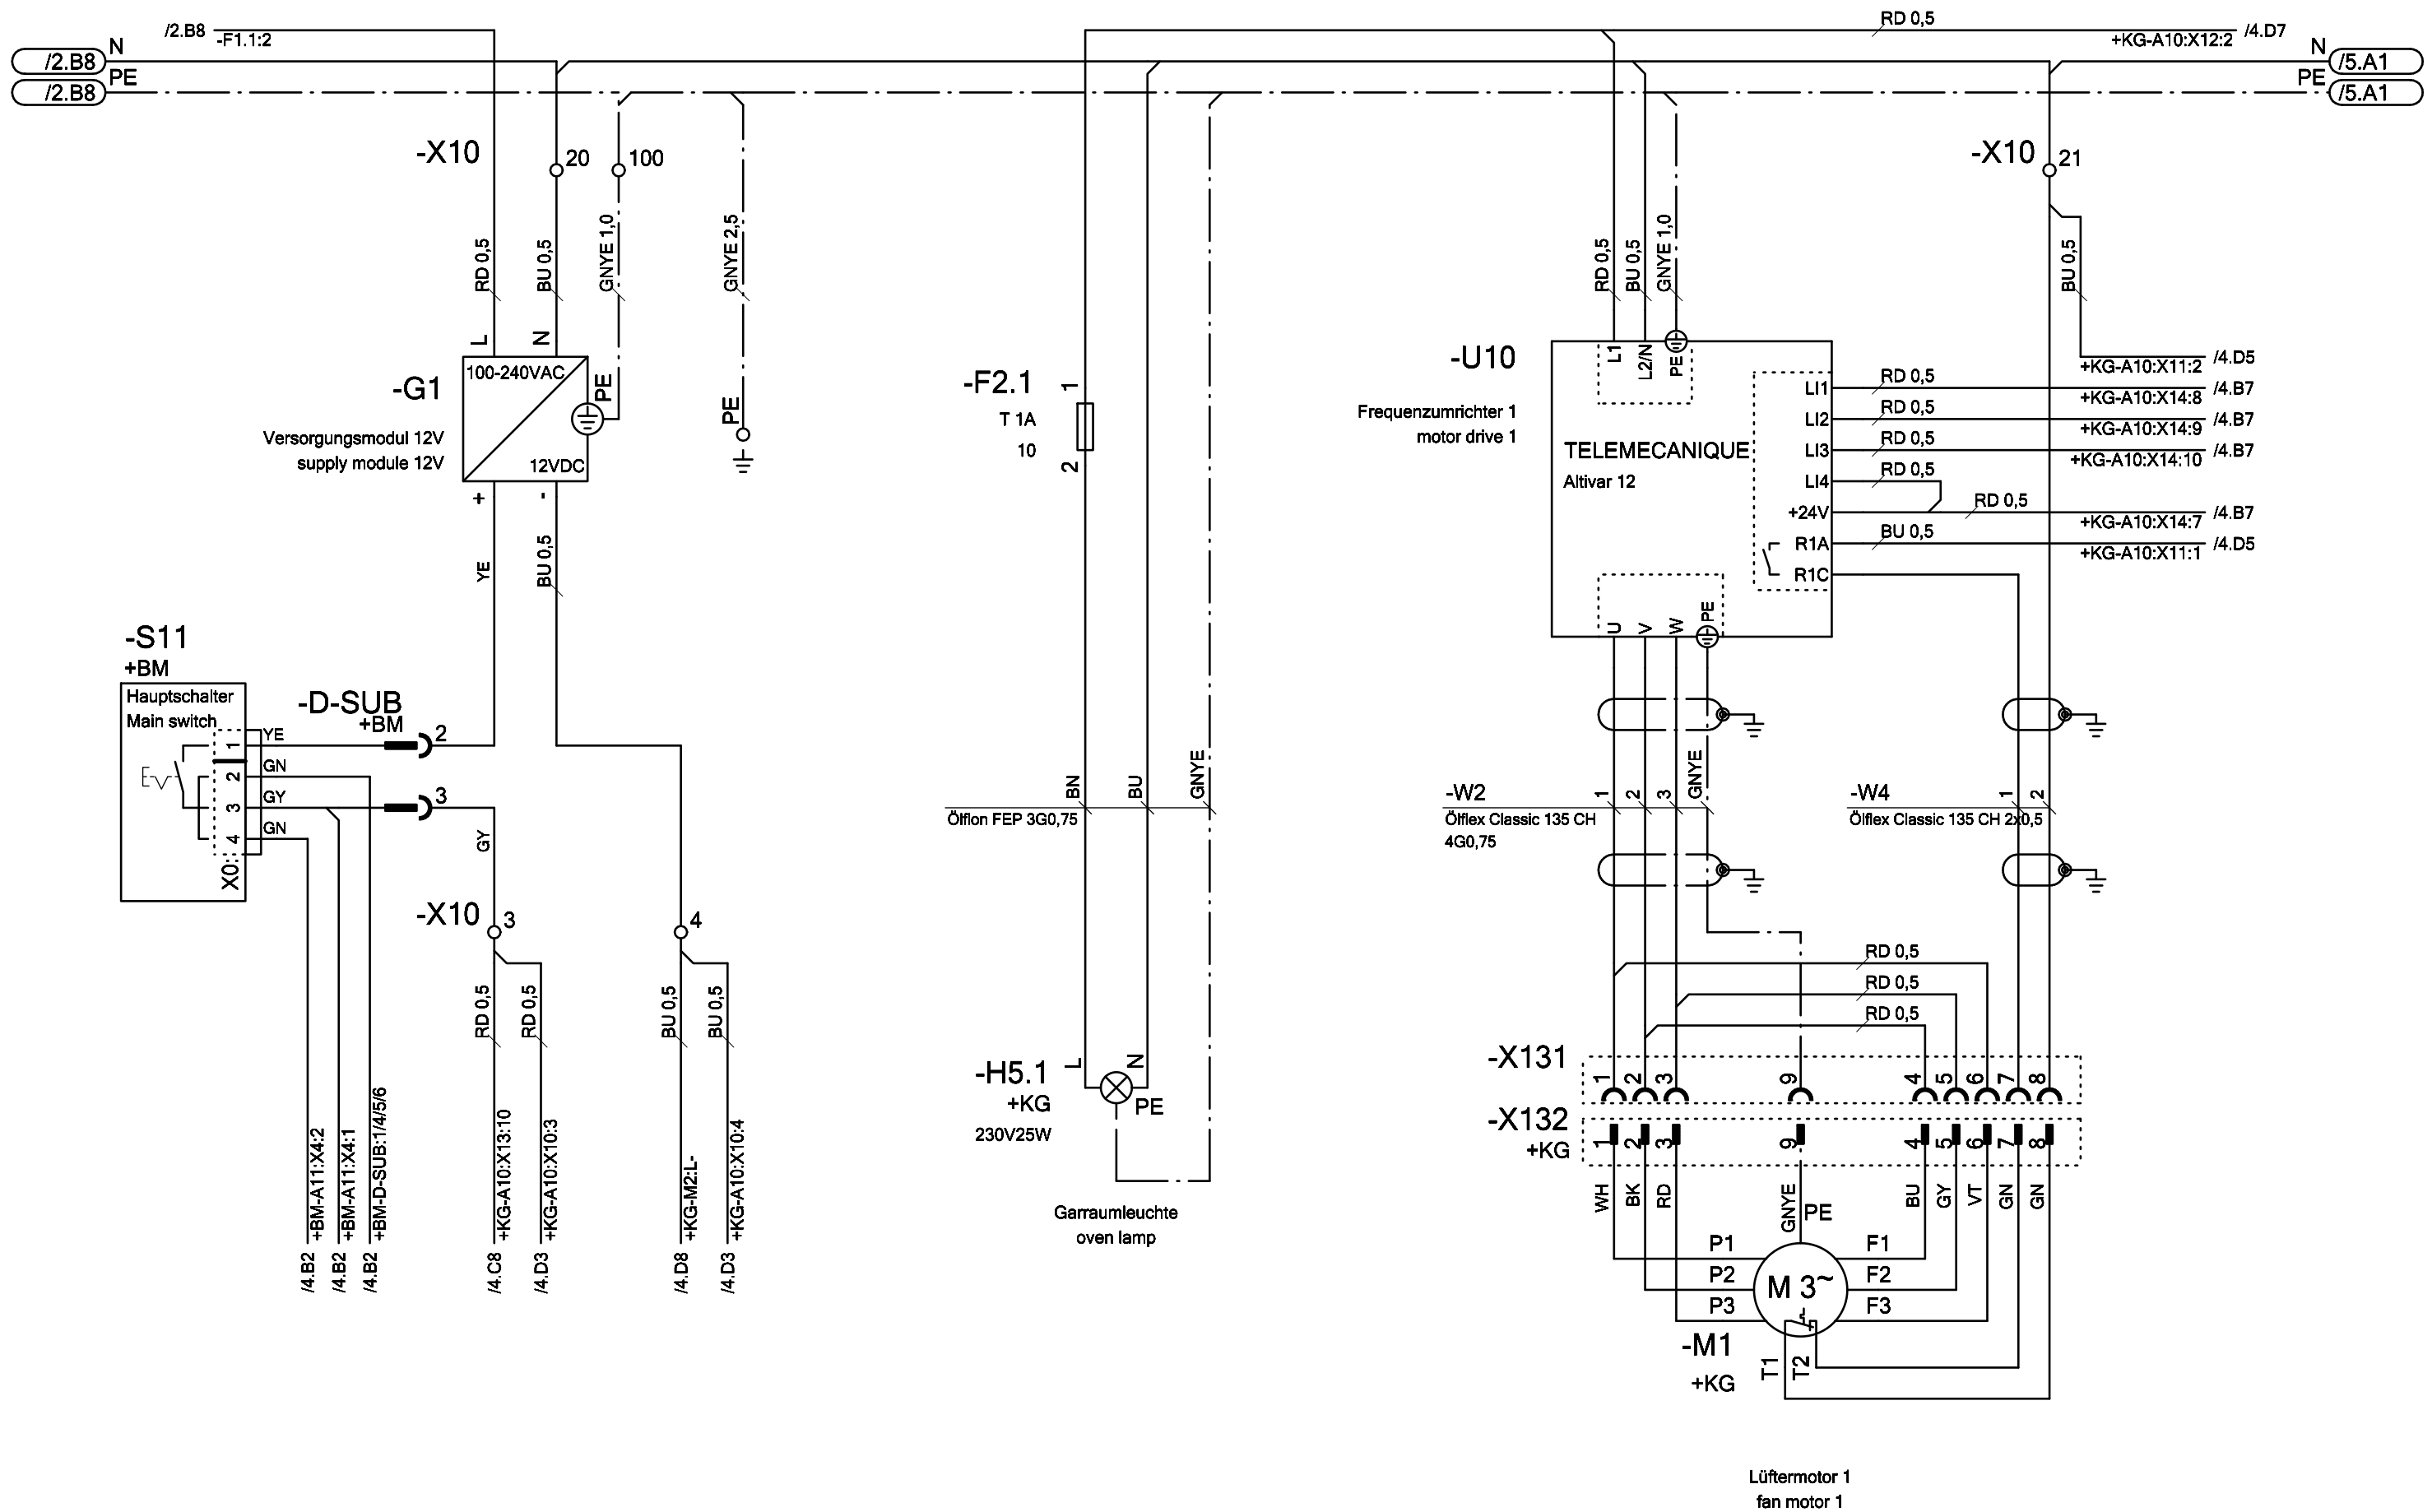 /2.B8
-F1.1:2
RD 0,5
+KG-A10:X12:2
/4.D7
/2.B8
N
N
/5.A1
/2.B8
PE
PE
/5.A1
-X10
20
100
-X10
21
RD 0,5
BU 0,5
GNYE 1,0
GNYE 2,5
RD 0,5
BU 0,5
GNYE 1,0
BU 0,5
L
N
-G1
100-240VAC
12VDC
PE
PE
Versorgungsmodul 12V
supply module 12V
+
-
YE
BU 0,5
-F2.1
T 1A
10
1
2
-U10
Frequenzumrichter 1
motor drive 1
L1
L2/N
PE
TELEMECANIQUE
Altivar 12
+KG-A10:X11:2
/4.D5
LI1
RD 0,5
+KG-A10:X14:8
/4.B7
LI2
RD 0,5
+KG-A10:X14:9
/4.B7
LI3
RD 0,5
+KG-A10:X14:10
/4.B7
LI4
RD 0,5
+24V
RD 0,5
+KG-A10:X14:7
/4.B7
R1A
BU 0,5
+KG-A10:X11:1
/4.D5
R1C
U
V
W
PE
-S11
+BM
Hauptschalter
Main switch
-D-SUB
+BM
1
YE
2
2
GN
3
GY
3
4
GN
X0:
GY
-X10
3
4
RD 0,5
RD 0,5
BU 0,5
BU 0,5
/4.B2
+BM-A11:X4:2
/4.B2
+BM-A11:X4:1
/4.B2
+BM-D-SUB:1/4/5/6
/4.C8
+KG-A10:X13:10
/4.D3
+KG-A10:X10:3
/4.D8
+KG-M2:L-
/4.D3
+KG-A10:X10:4
BN
BU
GNYE
Ölflon FEP 3G0,75
-H5.1
+KG
230V25W
L
N
PE
Garraumleuchte
oven lamp
-W2
1
2
3
GNYE
Ölflex Classic 135 CH
4G0,75
-W4
1
2
Ölflex Classic 135 CH 2x0,5
RD 0,5
RD 0,5
RD 0,5
-X131
1
2
3
9
4
5
6
7
8
-X132
+KG
1
2
3
9
4
5
6
7
8
WH
BK
RD
GNYE
PE
BU
GY
VT
GN
GN
P1
F1
P2
M 3~
F2
P3
F3
-M1
+KG
T1
T2
Lüftermotor 1
fan motor 1